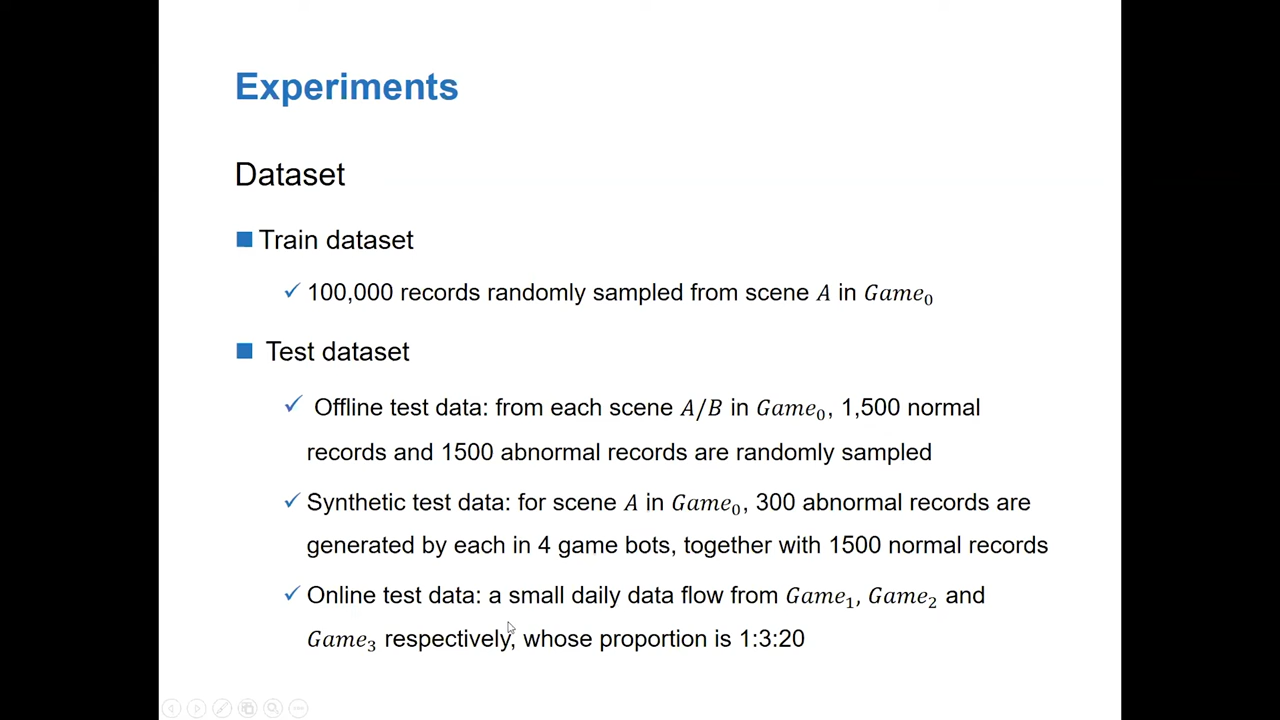 Experiments
Dataset
Train dataset
✓ 100,000 records randomly sampled from scene A in Game₀
Test dataset
✓ Offline test data: from each scene A/B in Game₀, 1,500 normal
records and 1500 abnormal records are randomly sampled
✓ Synthetic test data: for scene A in Game₀, 300 abnormal records are
generated by each in 4 game bots, together with 1500 normal records
✓ Online test data: a small daily data flow from Game₁, Game₂ and
Game₃ respectively, whose proportion is 1:3:20